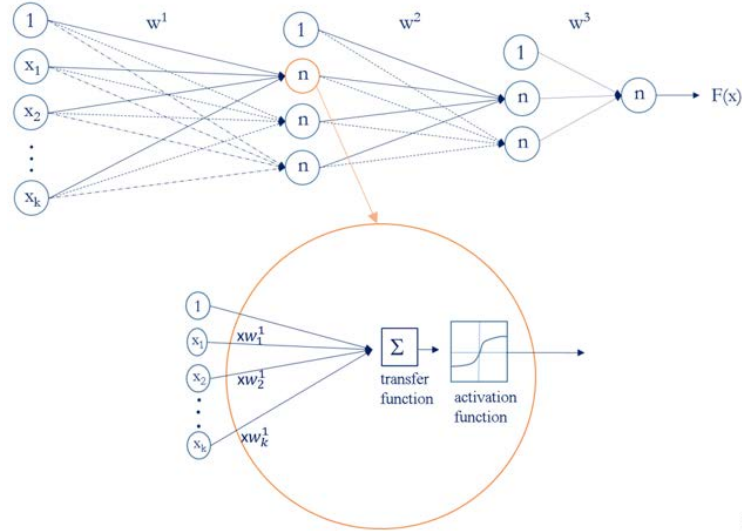 1 w¹ 1 w² w³
x₁ n 1
x₂ n n n F(x)
n n
xₖ
1
x₁ xw₁¹
x₂ xw₂¹
Σ
transfer
function
activation
function
xₖ xwₖ¹